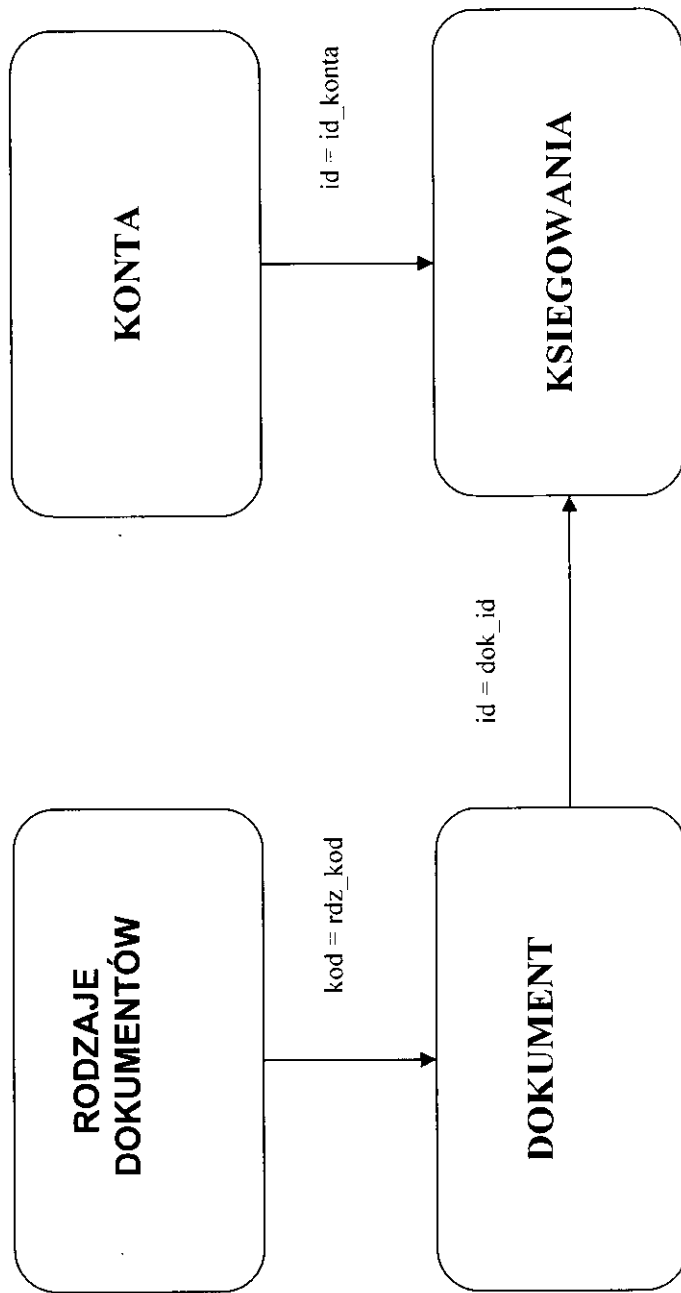 RODZAJE
DOKUMENTÓW
KONTA
kod = rdz_kod
id = id_konta
id = dok_id
DOKUMENT
KSIEGOWANIA